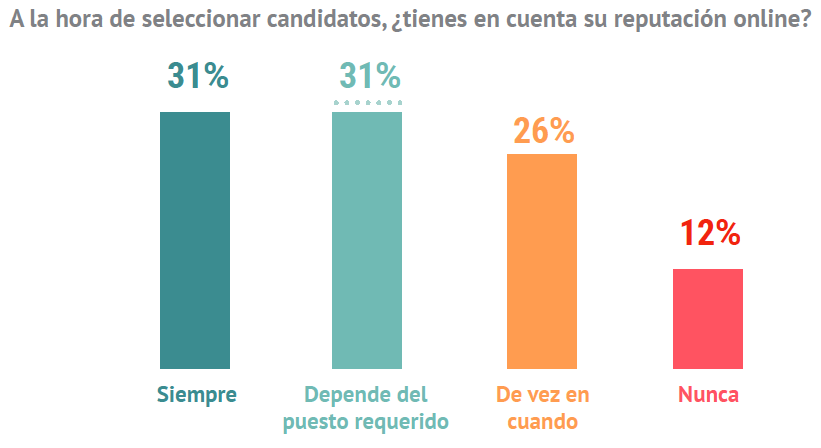 A la hora de seleccionar candidatos, ¿tienes en cuenta su reputación online?
31%
31%
26%
12%
Siempre
Depende del
puesto requerido
De vez en
cuando
Nunca